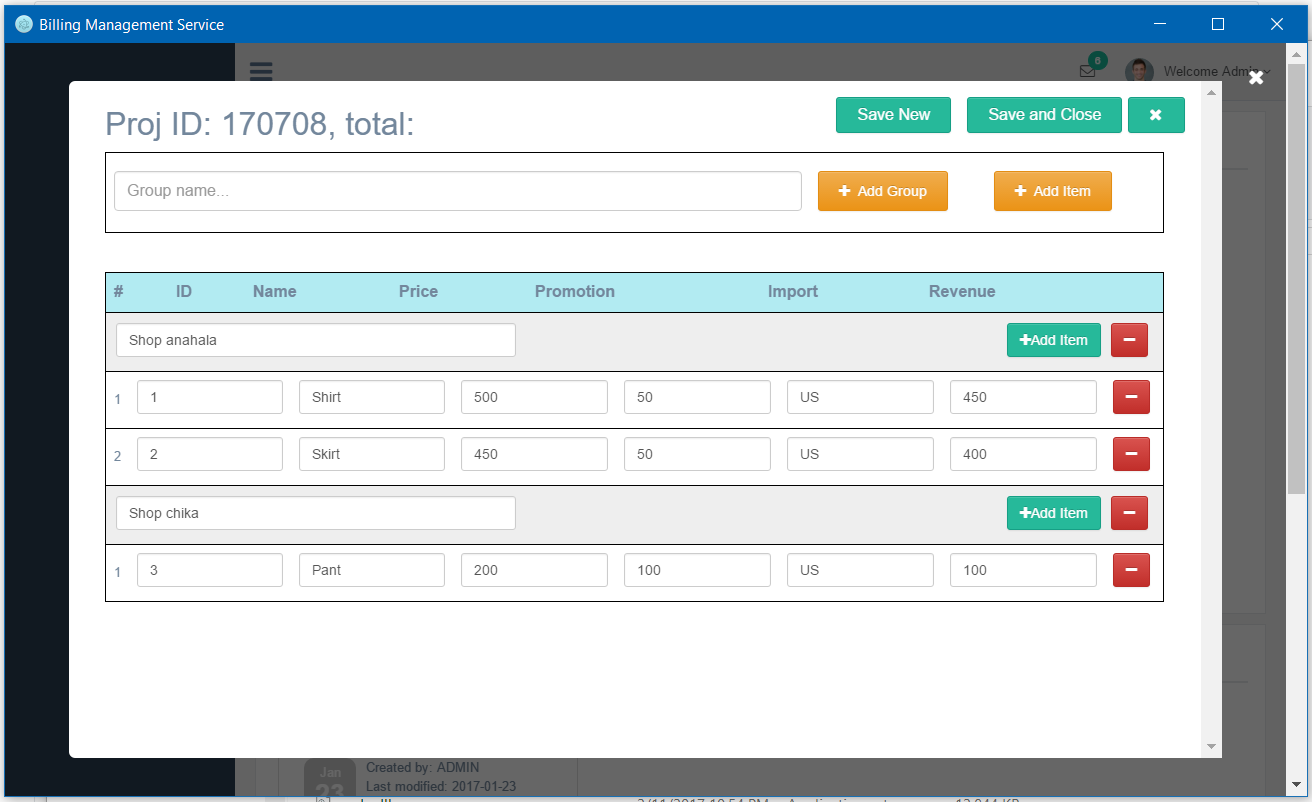 Billing Management Service
6
Welcome Admin
Proj ID: 170708, total:
Save New
Save and Close
Group name...
Add Group
Add Item
# ID Name Price Promotion Import Revenue
Shop anahala
Add Item
1 1 Shirt 500 50 US 450
2 2 Skirt 450 50 US 400
Shop chika
Add Item
1 3 Pant 200 100 US 100
Jan
23
Created by: ADMIN
Last modified: 2017-01-23